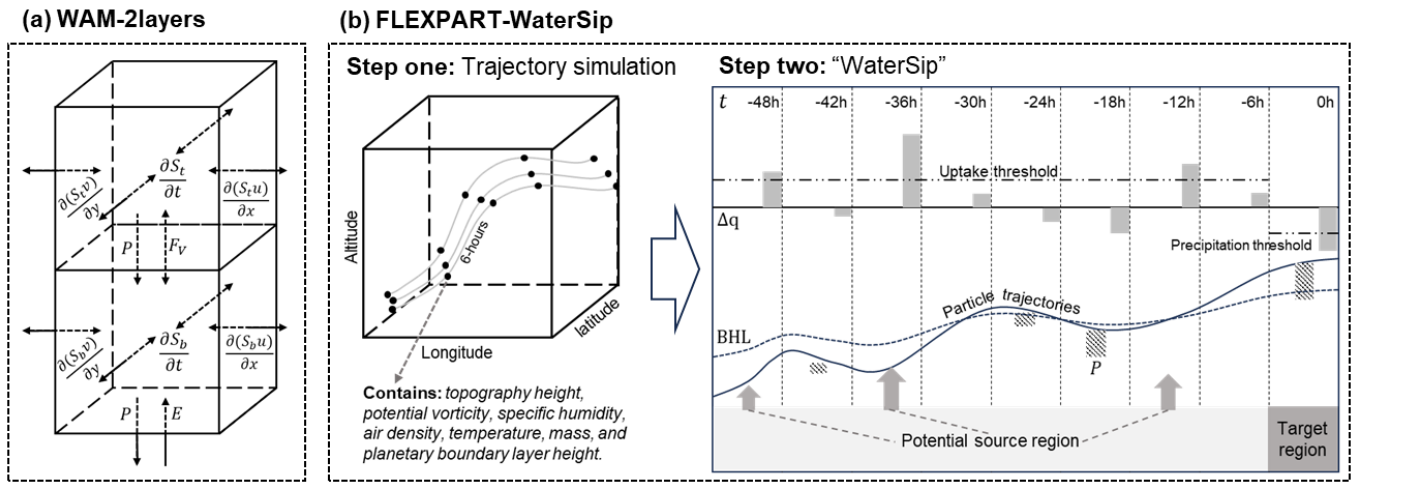 (a) WAM-2layers
∂S_t/∂t
∂(S_t v)/∂y
∂(S_t u)/∂x
P
F_V
∂S_b/∂t
∂(S_b v)/∂y
∂(S_b u)/∂x
P
E
(b) FLEXPART-WaterSip
Step one: Trajectory simulation
Altitude
6-hours
latitude
Longitude
Contains: topography height,
potential vorticity, specific humidity,
air density, temperature, mass, and
planetary boundary layer height.
Step two: “WaterSip”
t -48h -42h -36h -30h -24h -18h -12h -6h 0h
Uptake threshold
Δq
Precipitation threshold
Particle trajectories
BHL
P
Potential source region
Target
region